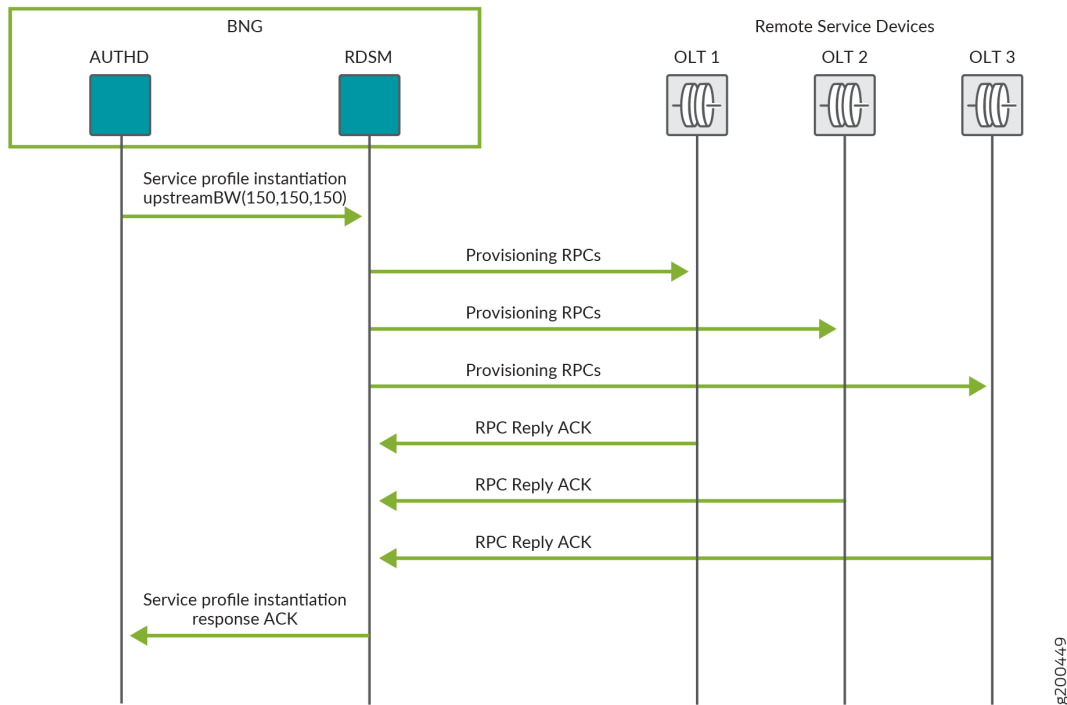 BNG
Remote Service Devices
AUTHD
RDSM
OLT 1
OLT 2
OLT 3
Service profile instantiation
upstreamBW(150,150,150)
Provisioning RPCs
Provisioning RPCs
Provisioning RPCs
RPC Reply ACK
RPC Reply ACK
RPC Reply ACK
Service profile instantiation
response ACK
g200449